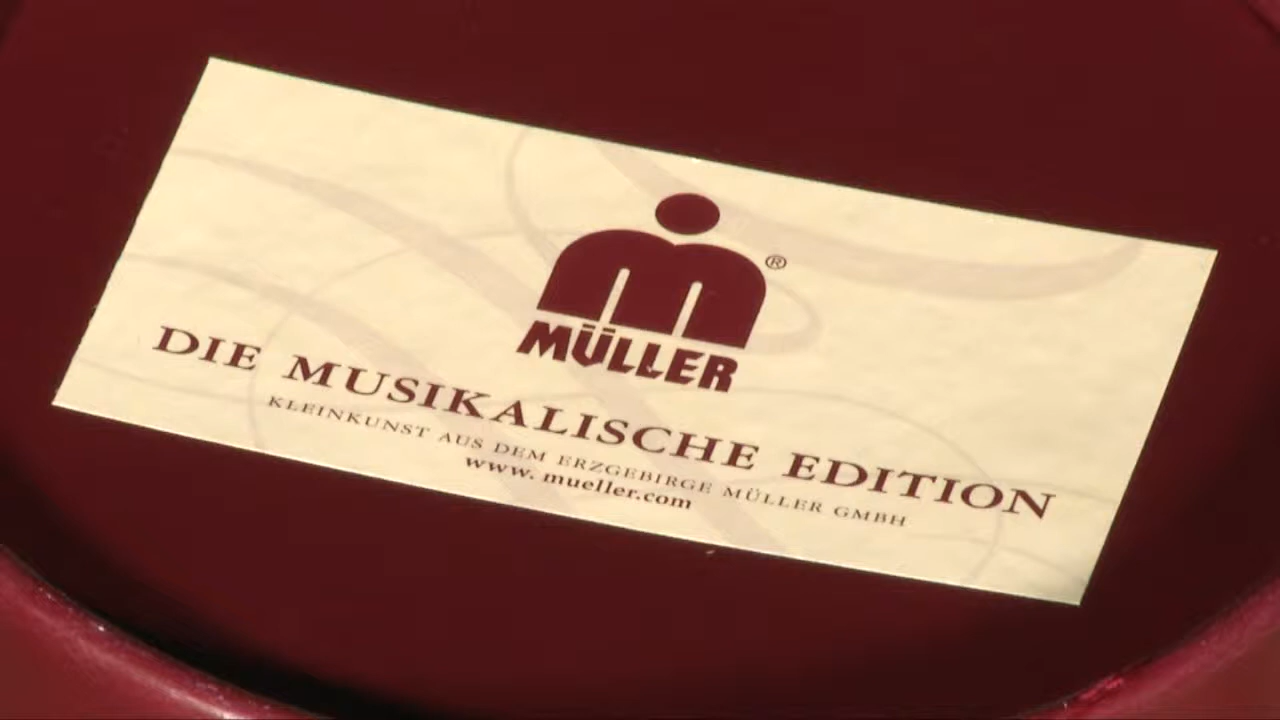 ®
MÜLLER
DIE MUSIKALISCHE EDITION
KLEINKUNST AUS DEM ERZGEBIRGE MÜLLER GMBH
www. mueller.com